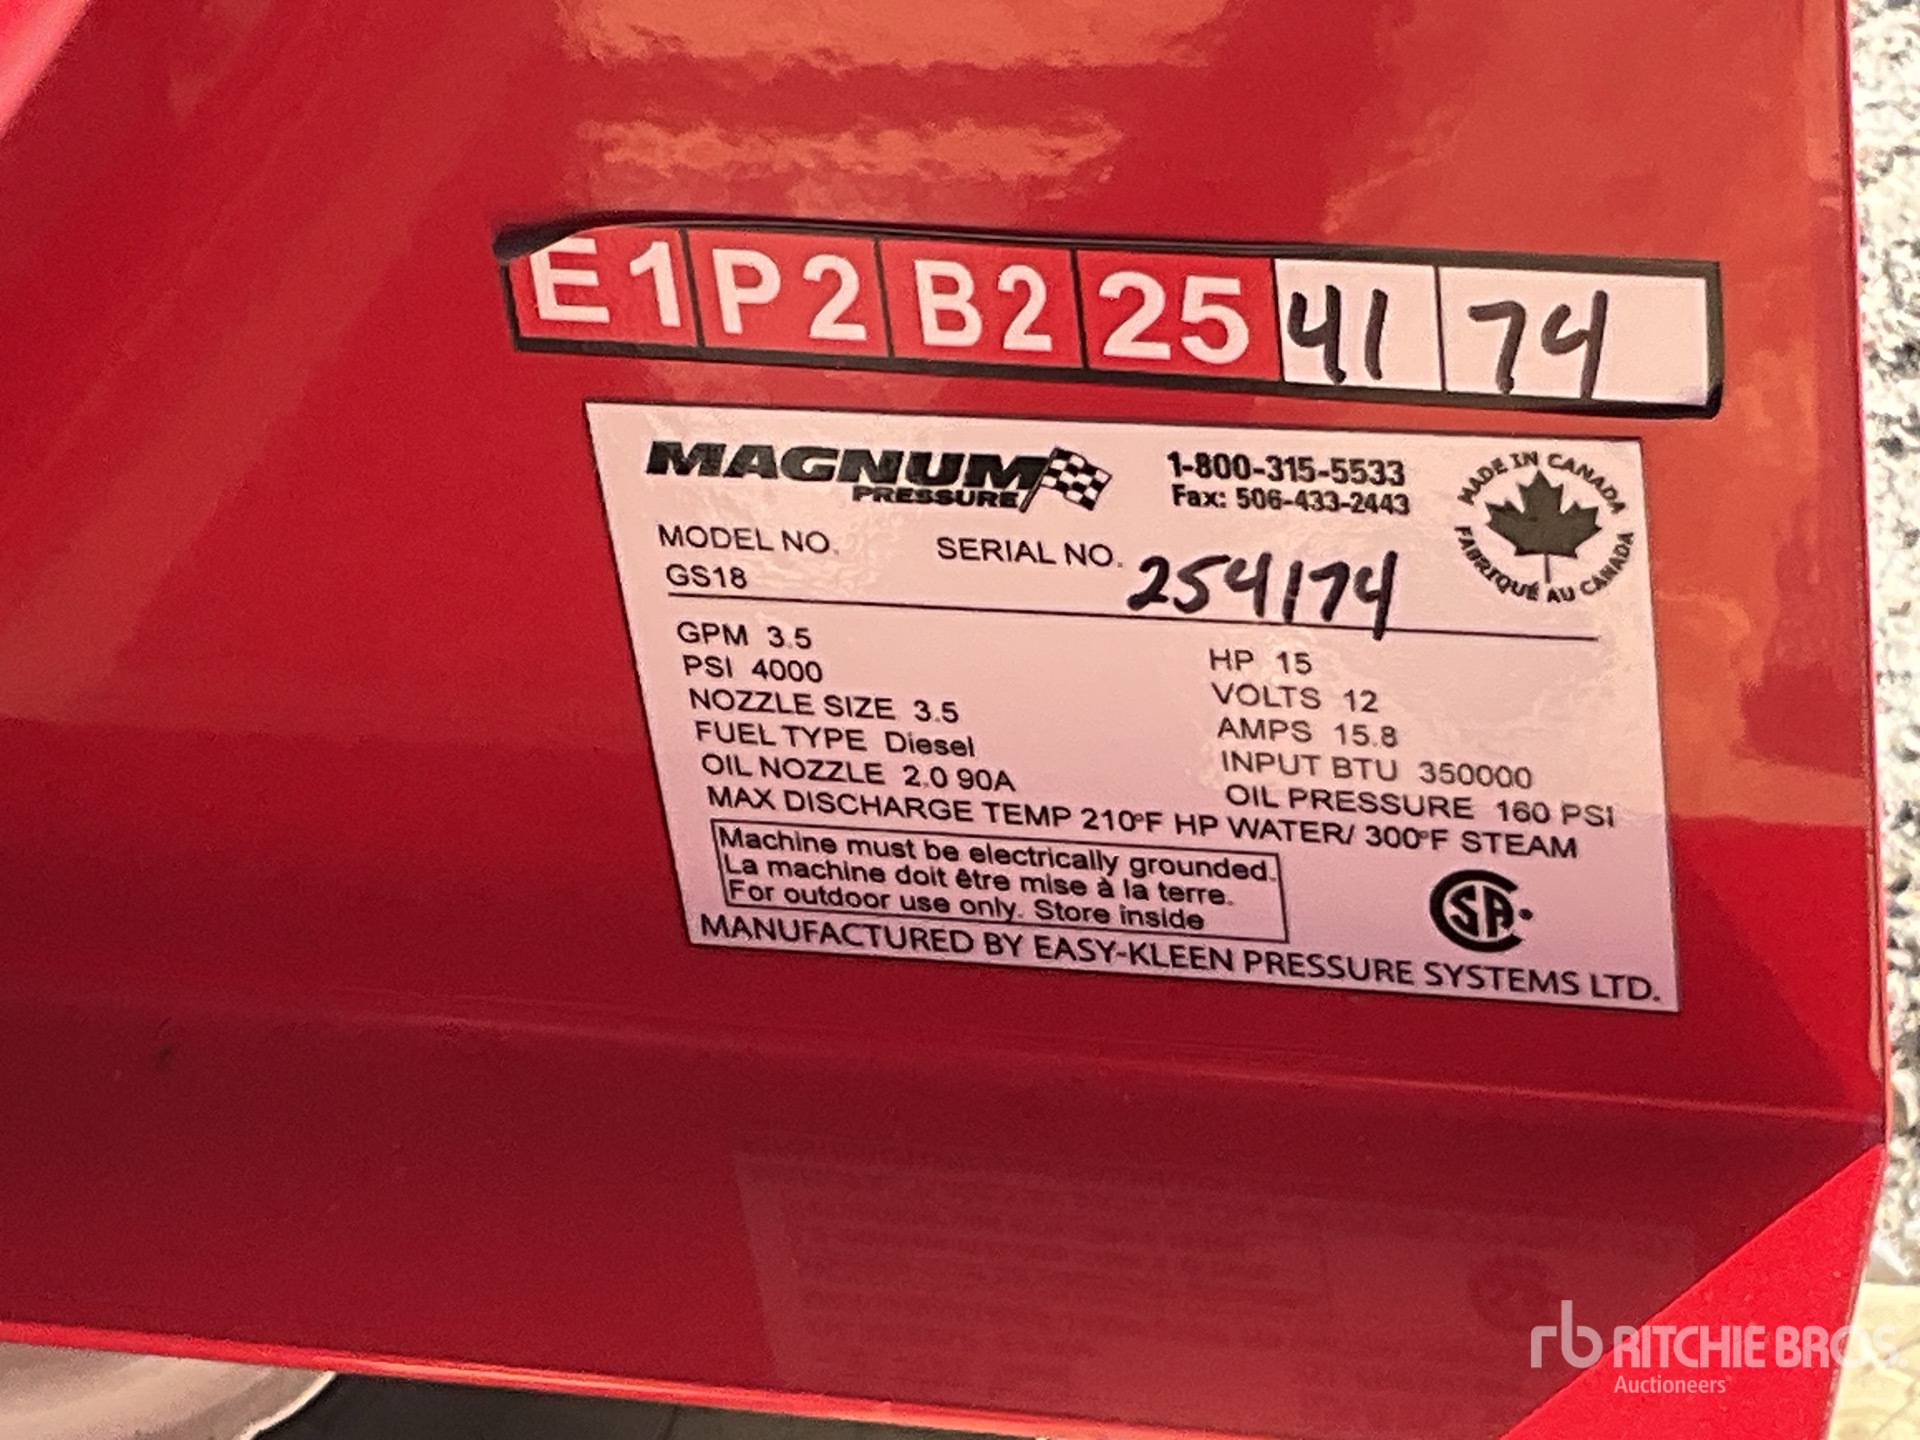 E1 P2 B2 25 41 74
MAGNUM
PRESSURE
1-800-315-5533
Fax: 506-433-2443
MADE IN CANADA
FABRIQUÉ AU CANADA
MODEL NO.
GS18
SERIAL NO. 254174
GPM 3.5
PSI 4000
NOZZLE SIZE 3.5
FUEL TYPE Diesel
OIL NOZZLE 2.0 90A
HP 15
VOLTS 12
AMPS 15.8
INPUT BTU 350000
OIL PRESSURE 160 PSI
MAX DISCHARGE TEMP 210°F HP WATER/ 300°F STEAM
Machine must be electrically grounded.
La machine doit être mise à la terre.
For outdoor use only. Store inside
SA
MANUFACTURED BY EASY-KLEEN PRESSURE SYSTEMS LTD.
rb RITCHIE BROS.
Auctioneers